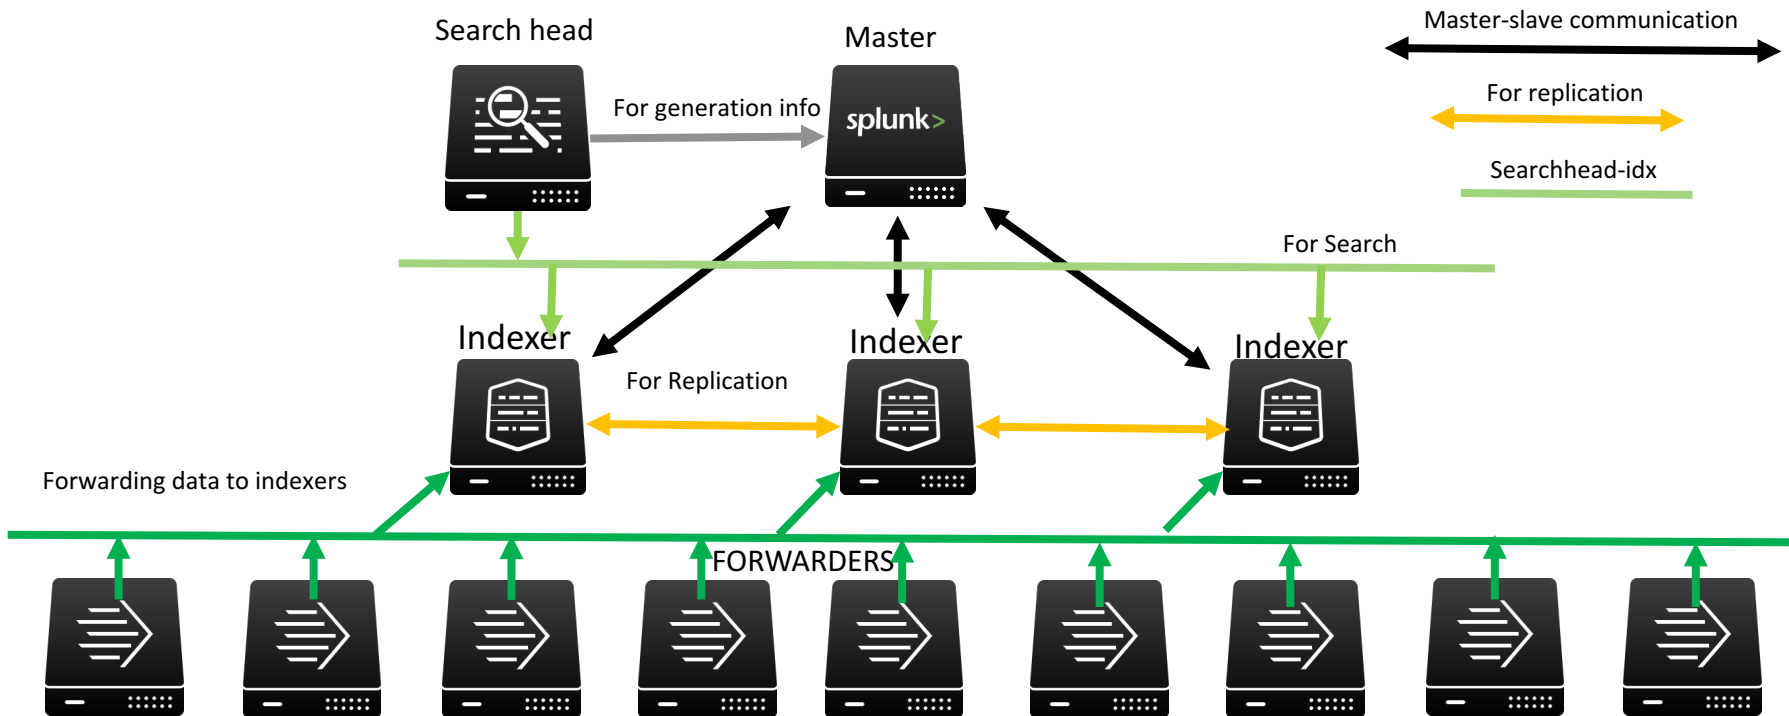 Search head
Master
Master-slave communication
For generation info
splunk>
For replication
Searchhead-idx
For Search
Indexer
Indexer
Indexer
For Replication
Forwarding data to indexers
FORWARDERS